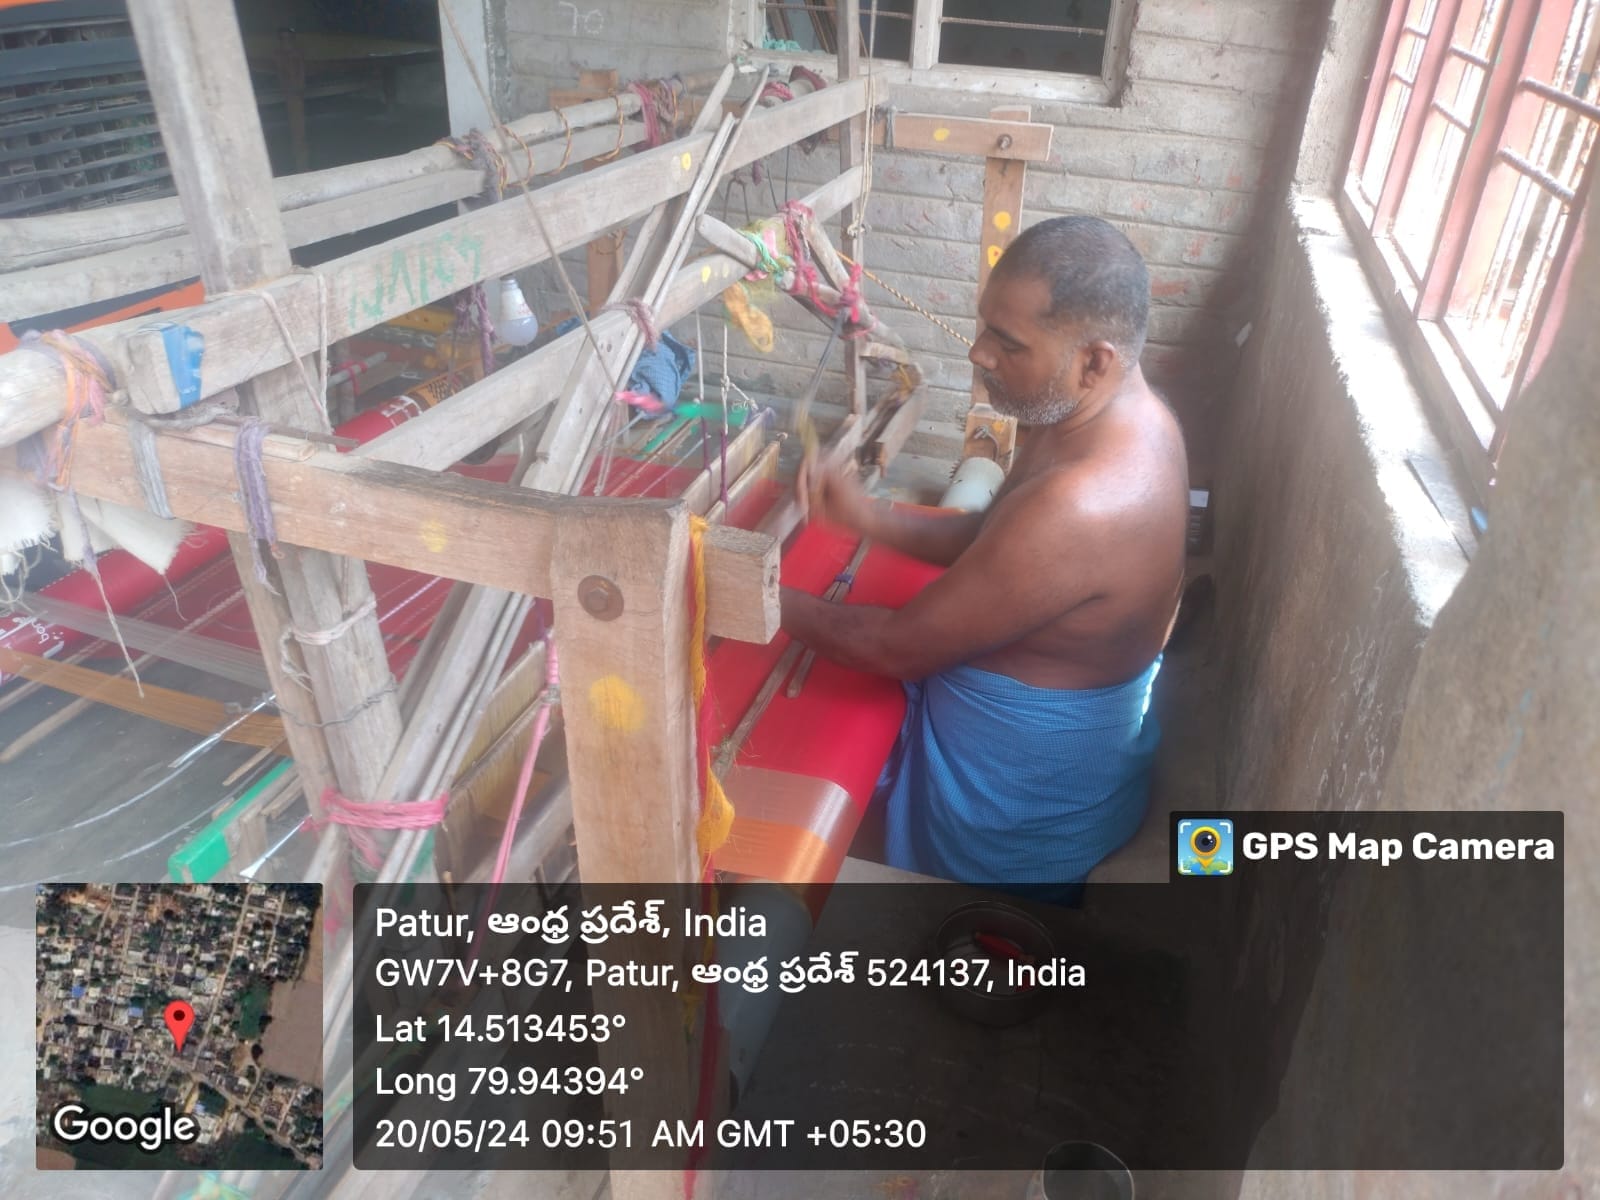 GPS Map Camera
Patur, ఆంధ్ర ప్రదేశ్, India
GW7V+8G7, Patur, ఆంధ్ర ప్రదేశ్ 524137, India
Lat 14.513453°
Long 79.94394°
20/05/24 09:51 AM GMT +05:30
Google